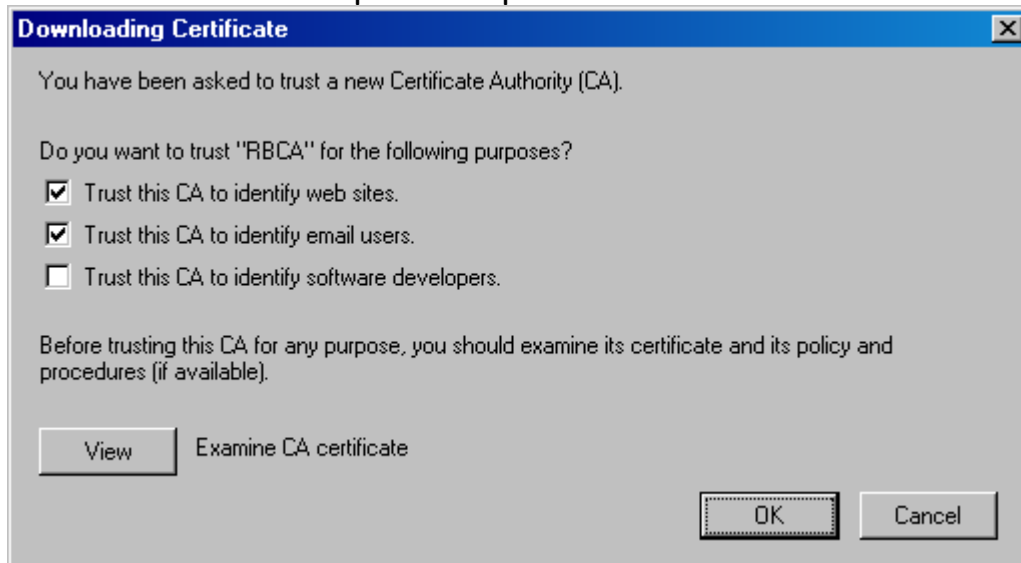 Downloading Certificate
You have been asked to trust a new Certificate Authority (CA).
Do you want to trust "RBCA" for the following purposes?
Trust this CA to identify web sites.
Trust this CA to identify email users.
Trust this CA to identify software developers.
Before trusting this CA for any purpose, you should examine its certificate and its policy and
procedures (if available).
View Examine CA certificate
OK Cancel